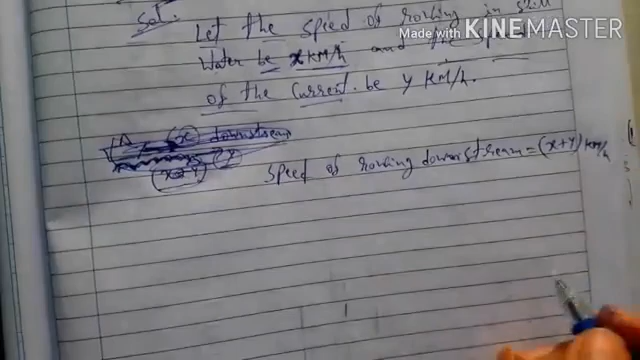 Made with KINEMASTER
Sol.
Let the speed of rowing in still
Water be x KM/h and the speed
of the current be y KM/h.
x downstream
Speed of rowing downstream = (x+y) KM/h
(x-y)